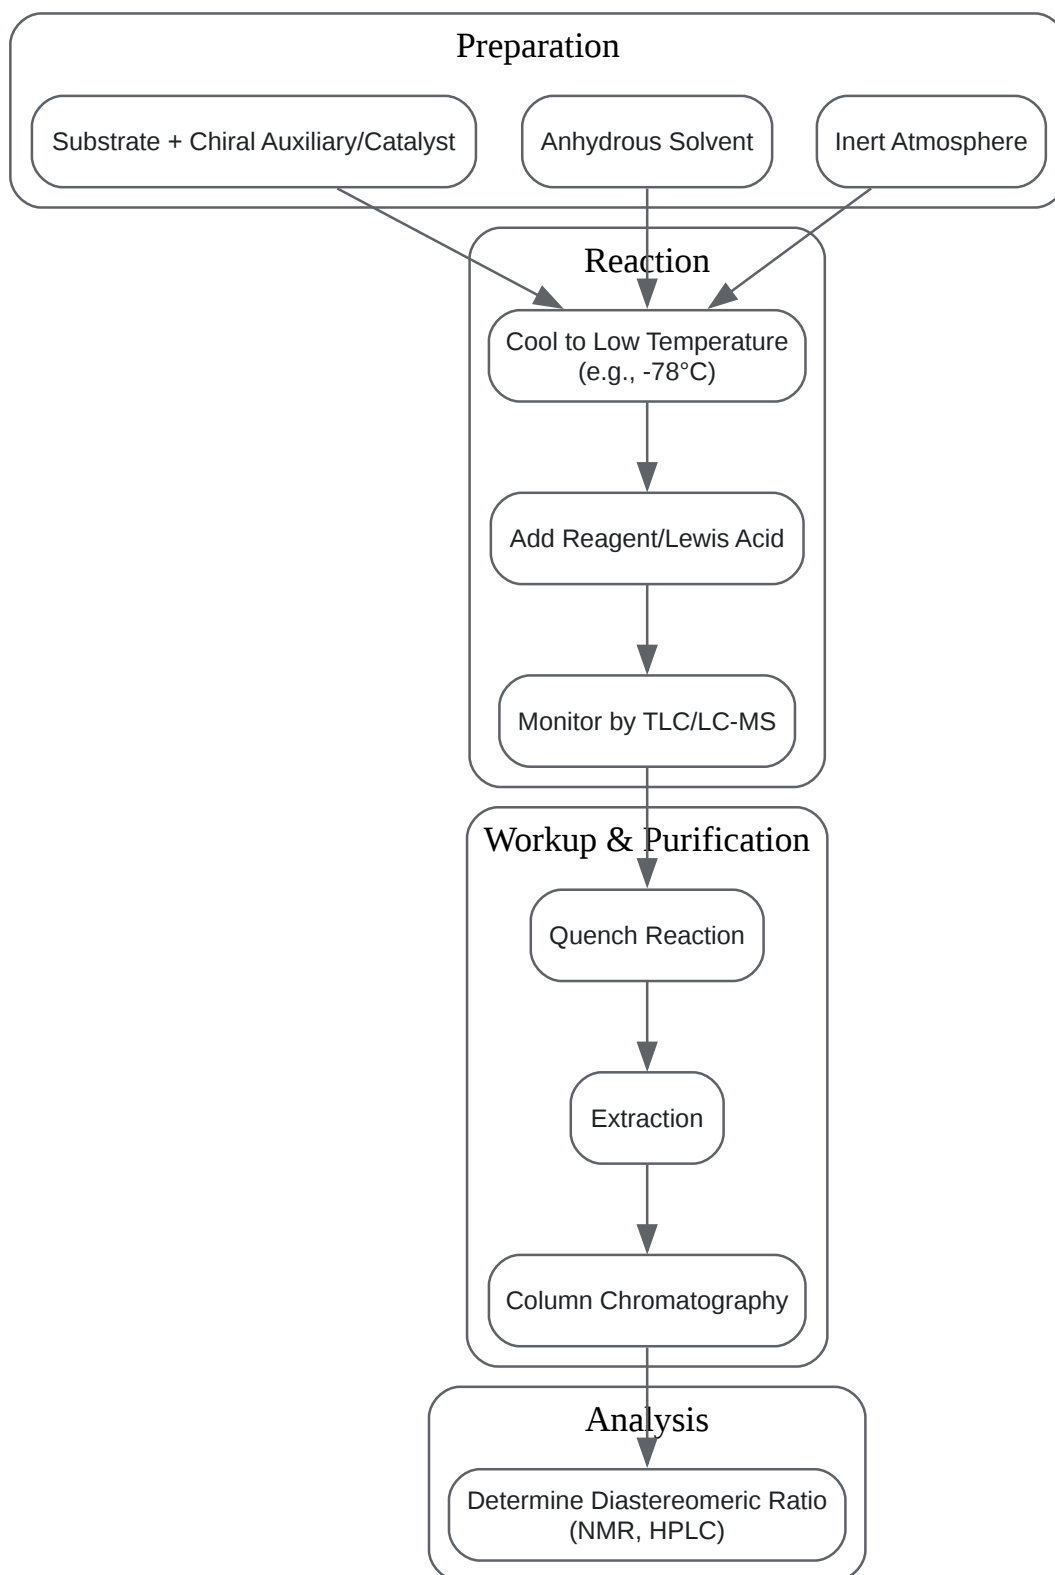 Preparation
Substrate + Chiral Auxiliary/Catalyst
Anhydrous Solvent
Inert Atmosphere
Reaction
Cool to Low Temperature
(e.g., -78°C)
Add Reagent/Lewis Acid
Monitor by TLC/LC-MS
Workup & Purification
Quench Reaction
Extraction
Column Chromatography
Analysis
Determine Diastereomeric Ratio
(NMR, HPLC)